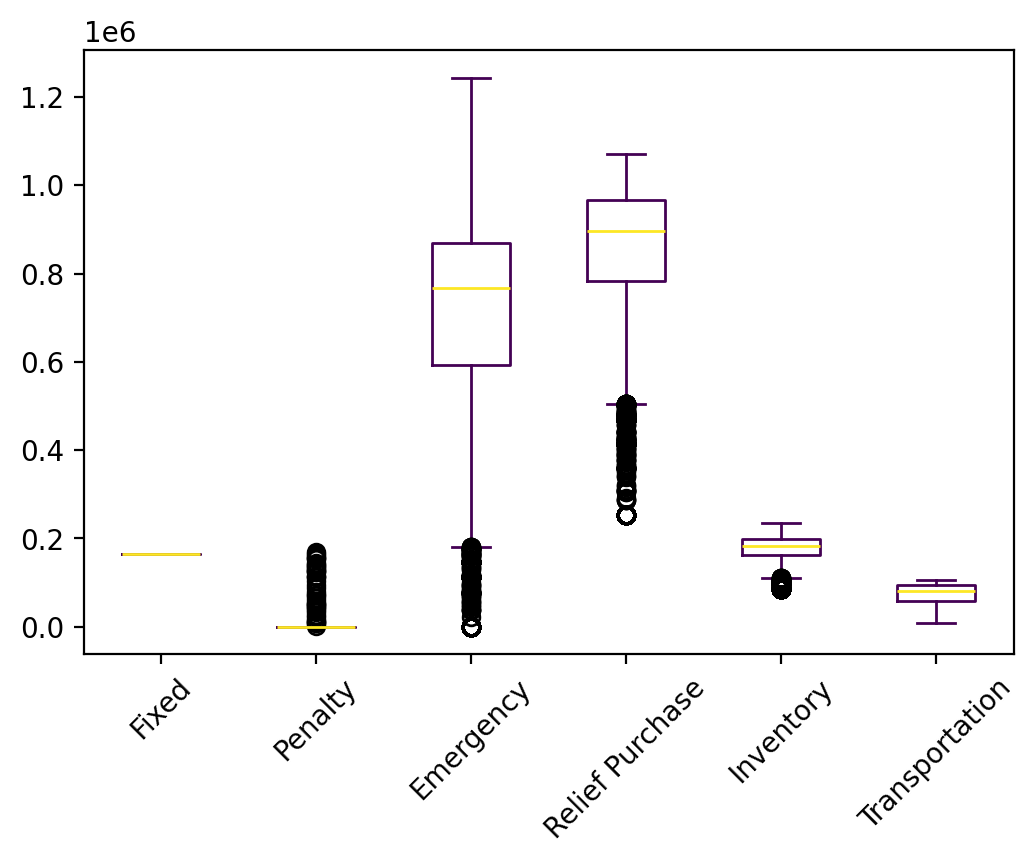 1e6
1.2
1.0
0.8
0.6
0.4
0.2
0.0
Fixed
Penalty
Emergency
Relief Purchase
Inventory
Transportation